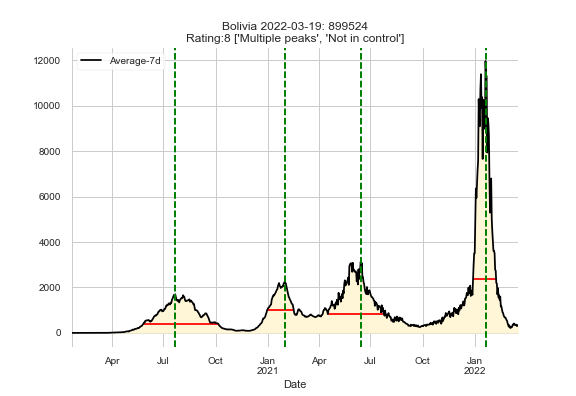 Bolivia 2022-03-19: 899524
Rating:8 ['Multiple peaks', 'Not in control']
Average-7d
12000
10000
8000
6000
4000
2000
0
Apr Jul Oct Jan Apr Jul Oct Jan
2021 2022
Date